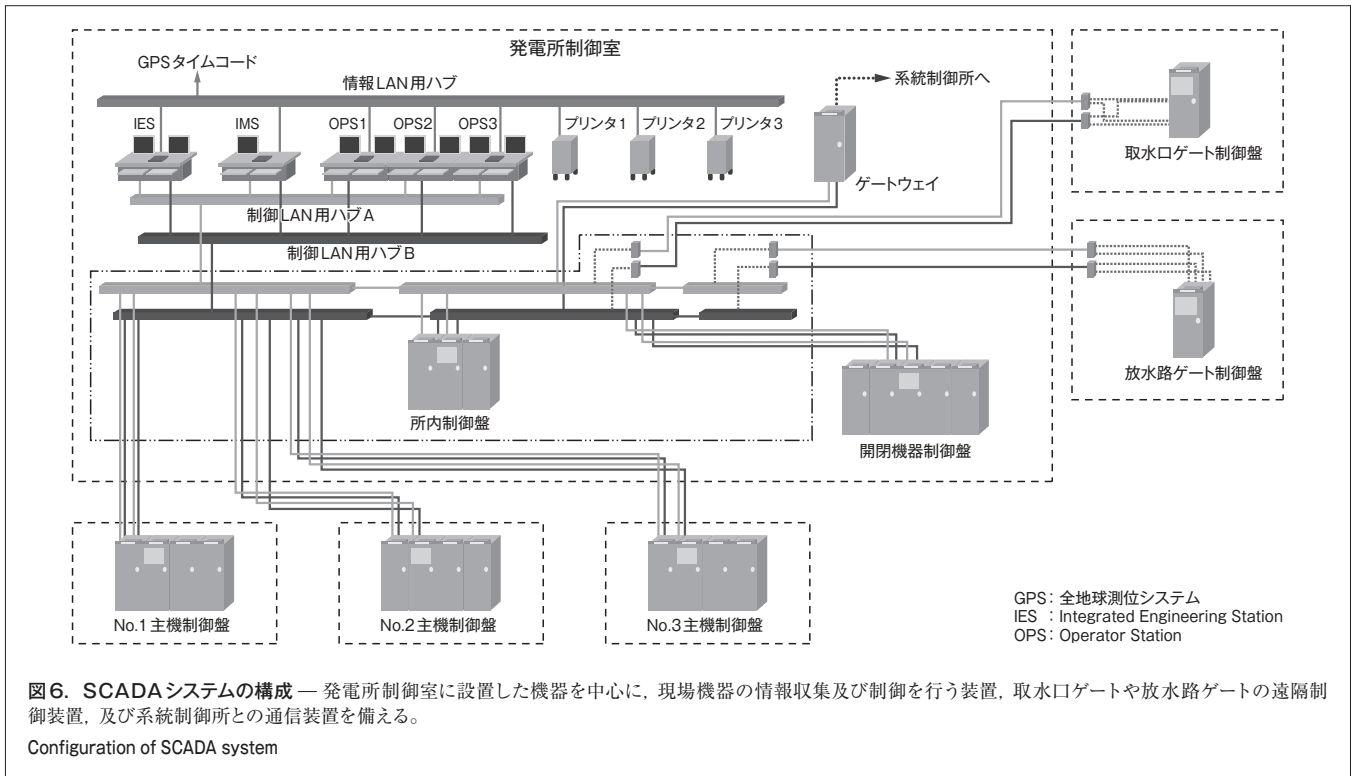 発電所制御室
GPSタイムコード
情報LAN用ハブ
系統制御所へ
IES
IMS
OPS1
OPS2
OPS3
プリンタ1
プリンタ2
プリンタ3
ゲートウェイ
取水口ゲート制御盤
制御LAN用ハブA
制御LAN用ハブB
所内制御盤
開閉機器制御盤
放水路ゲート制御盤
No.1主機制御盤
No.2主機制御盤
No.3主機制御盤
GPS：全地球測位システム
IES ：Integrated Engineering Station
OPS：Operator Station
図6．SCADAシステムの構成 — 発電所制御室に設置した機器を中心に，現場機器の情報収集及び制御を行う装置，取水口ゲートや放水路ゲートの遠隔制
御装置，及び系統制御所との通信装置を備える。
Configuration of SCADA system